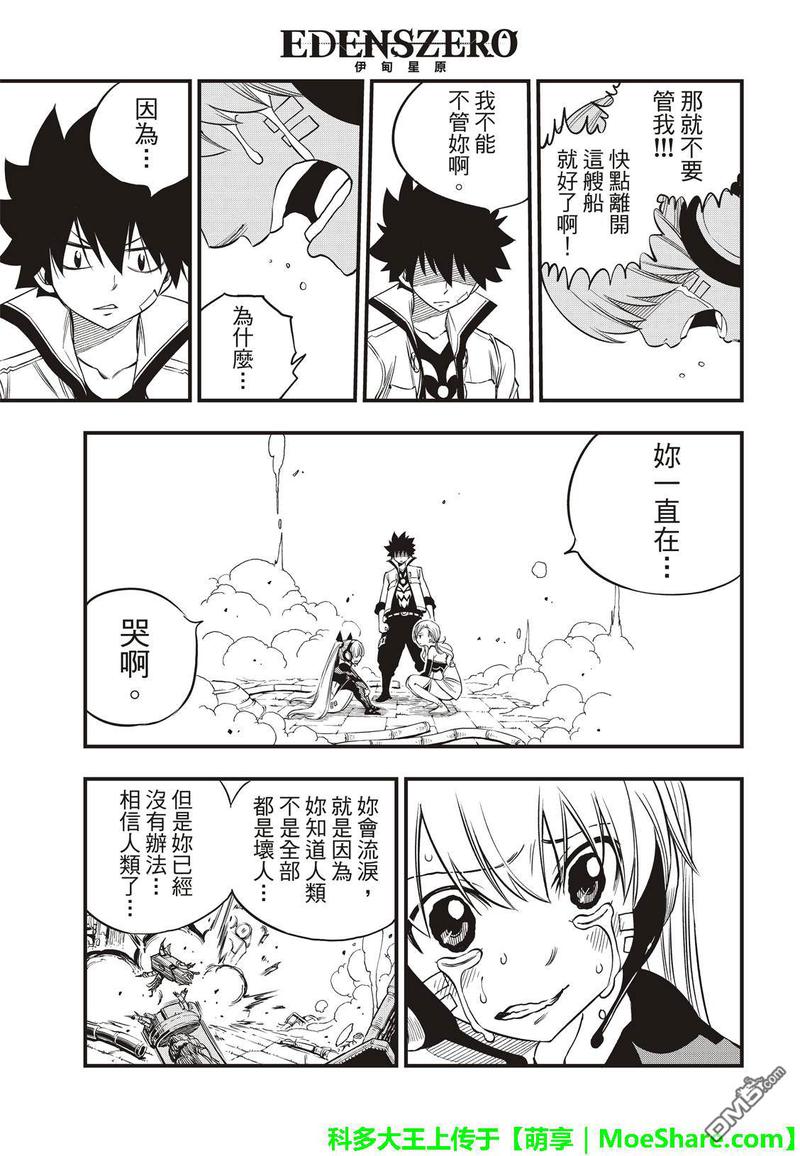 EDENSZERO
伊甸星原
那就不要
管我!!!
快點離開
這艘船
就好了啊!
我不能
不管妳啊。
為什麼…
因為…
妳一直在…
哭啊。
妳會流淚，
就是因為
妳知道人類
不是全部
都是壞人…
但是妳已經
沒有辦法…
相信人類了…
DM5.com
科多大王上传于【萌享｜MoeShare.com】